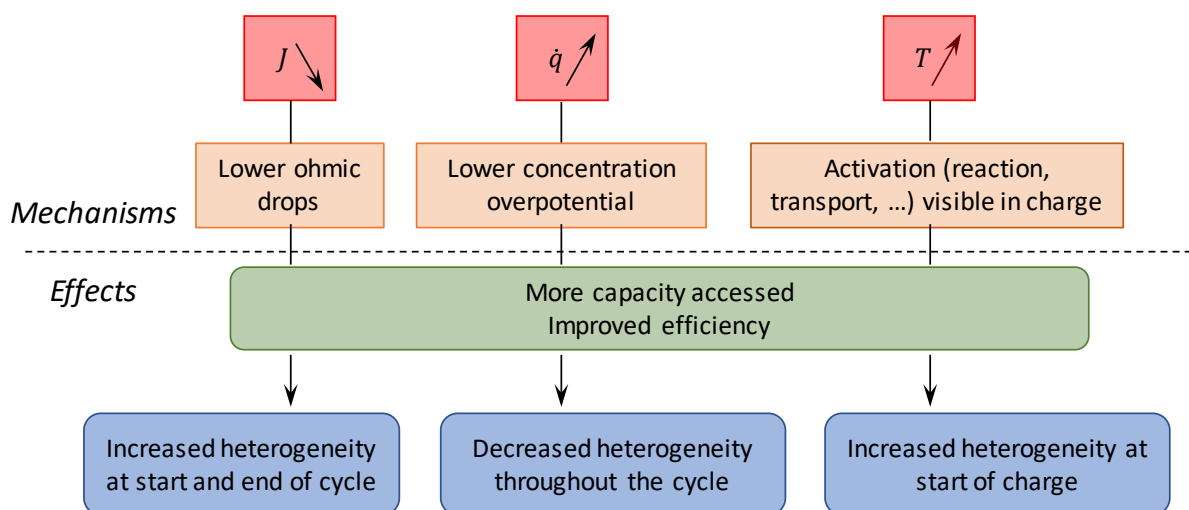 J
q̇
T
Lower ohmic
drops
Lower concentration
overpotential
Activation (reaction,
transport, …) visible in charge
Mechanisms
Effects
More capacity accessed
Improved efficiency
Increased heterogeneity
at start and end of cycle
Decreased heterogeneity
throughout the cycle
Increased heterogeneity at
start of charge